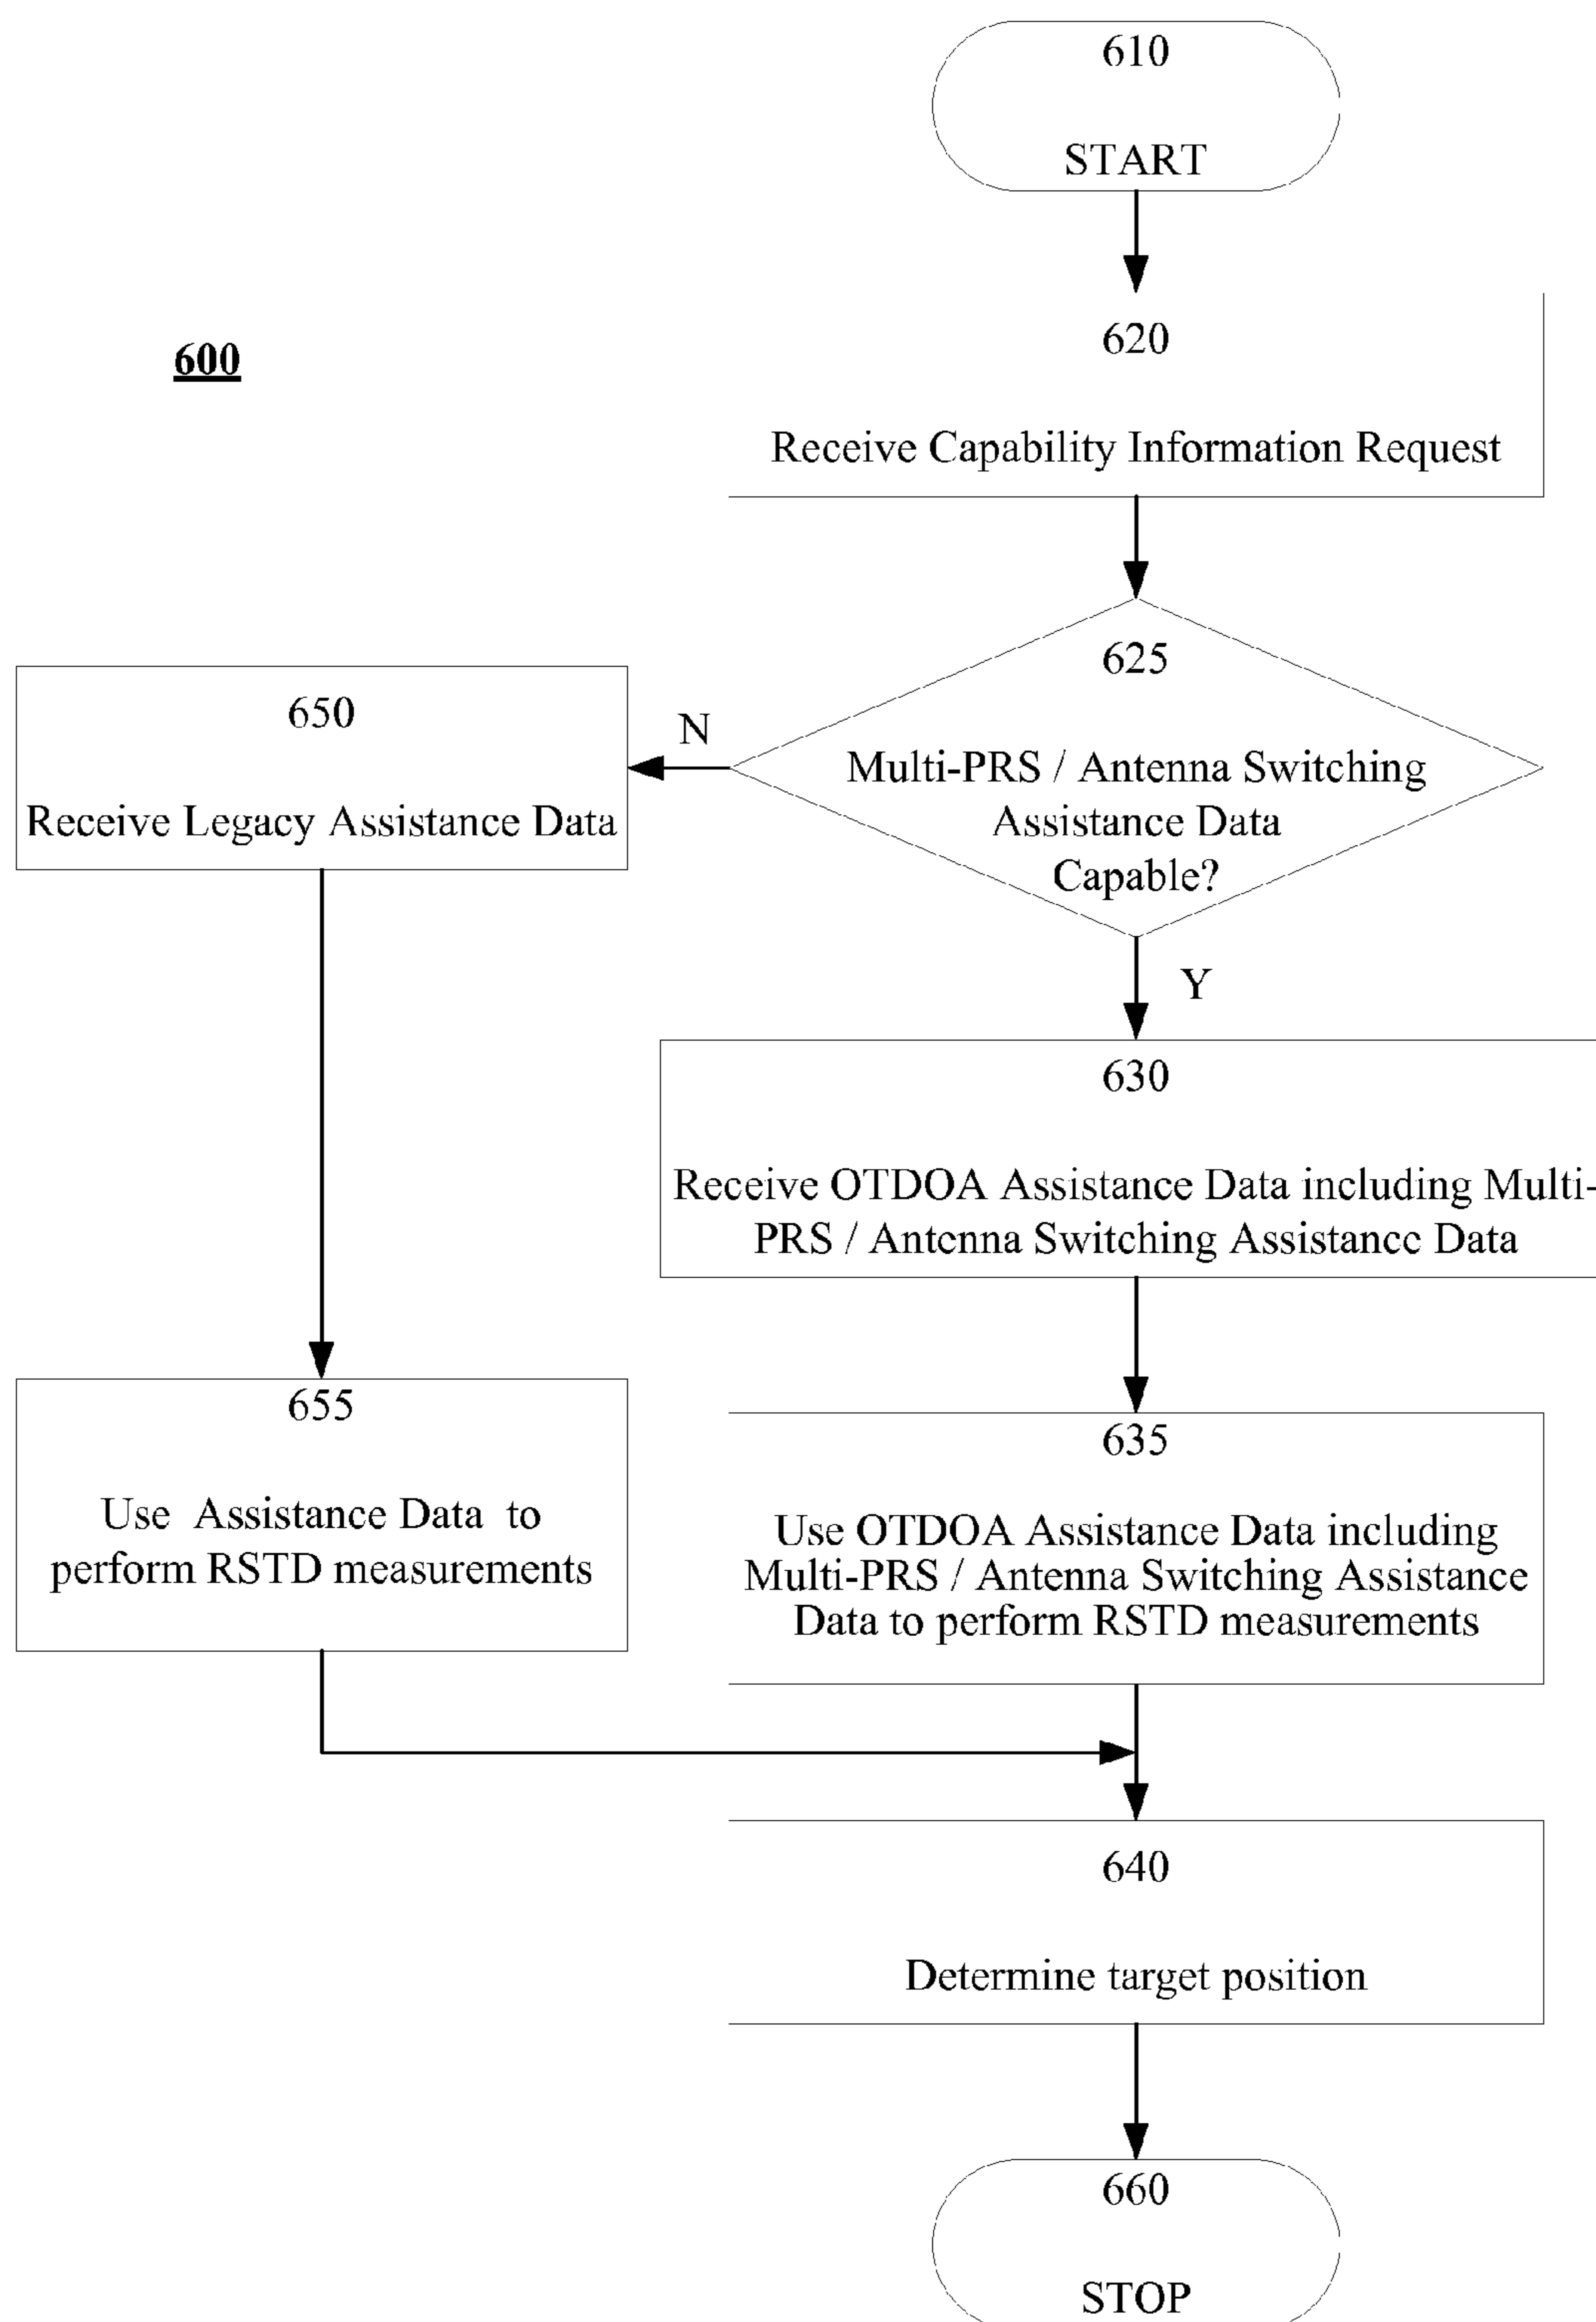 610
START
600
620
Receive Capability Information Request
625
Multi-PRS / Antenna Switching
Assistance Data
Capable?
N
650
Receive Legacy Assistance Data
Y
630
Receive OTDOA Assistance Data including Multi-
PRS / Antenna Switching Assistance Data
655
Use Assistance Data to
perform RSTD measurements
635
Use OTDOA Assistance Data including
Multi-PRS / Antenna Switching Assistance
Data to perform RSTD measurements
640
Determine target position
660
STOP